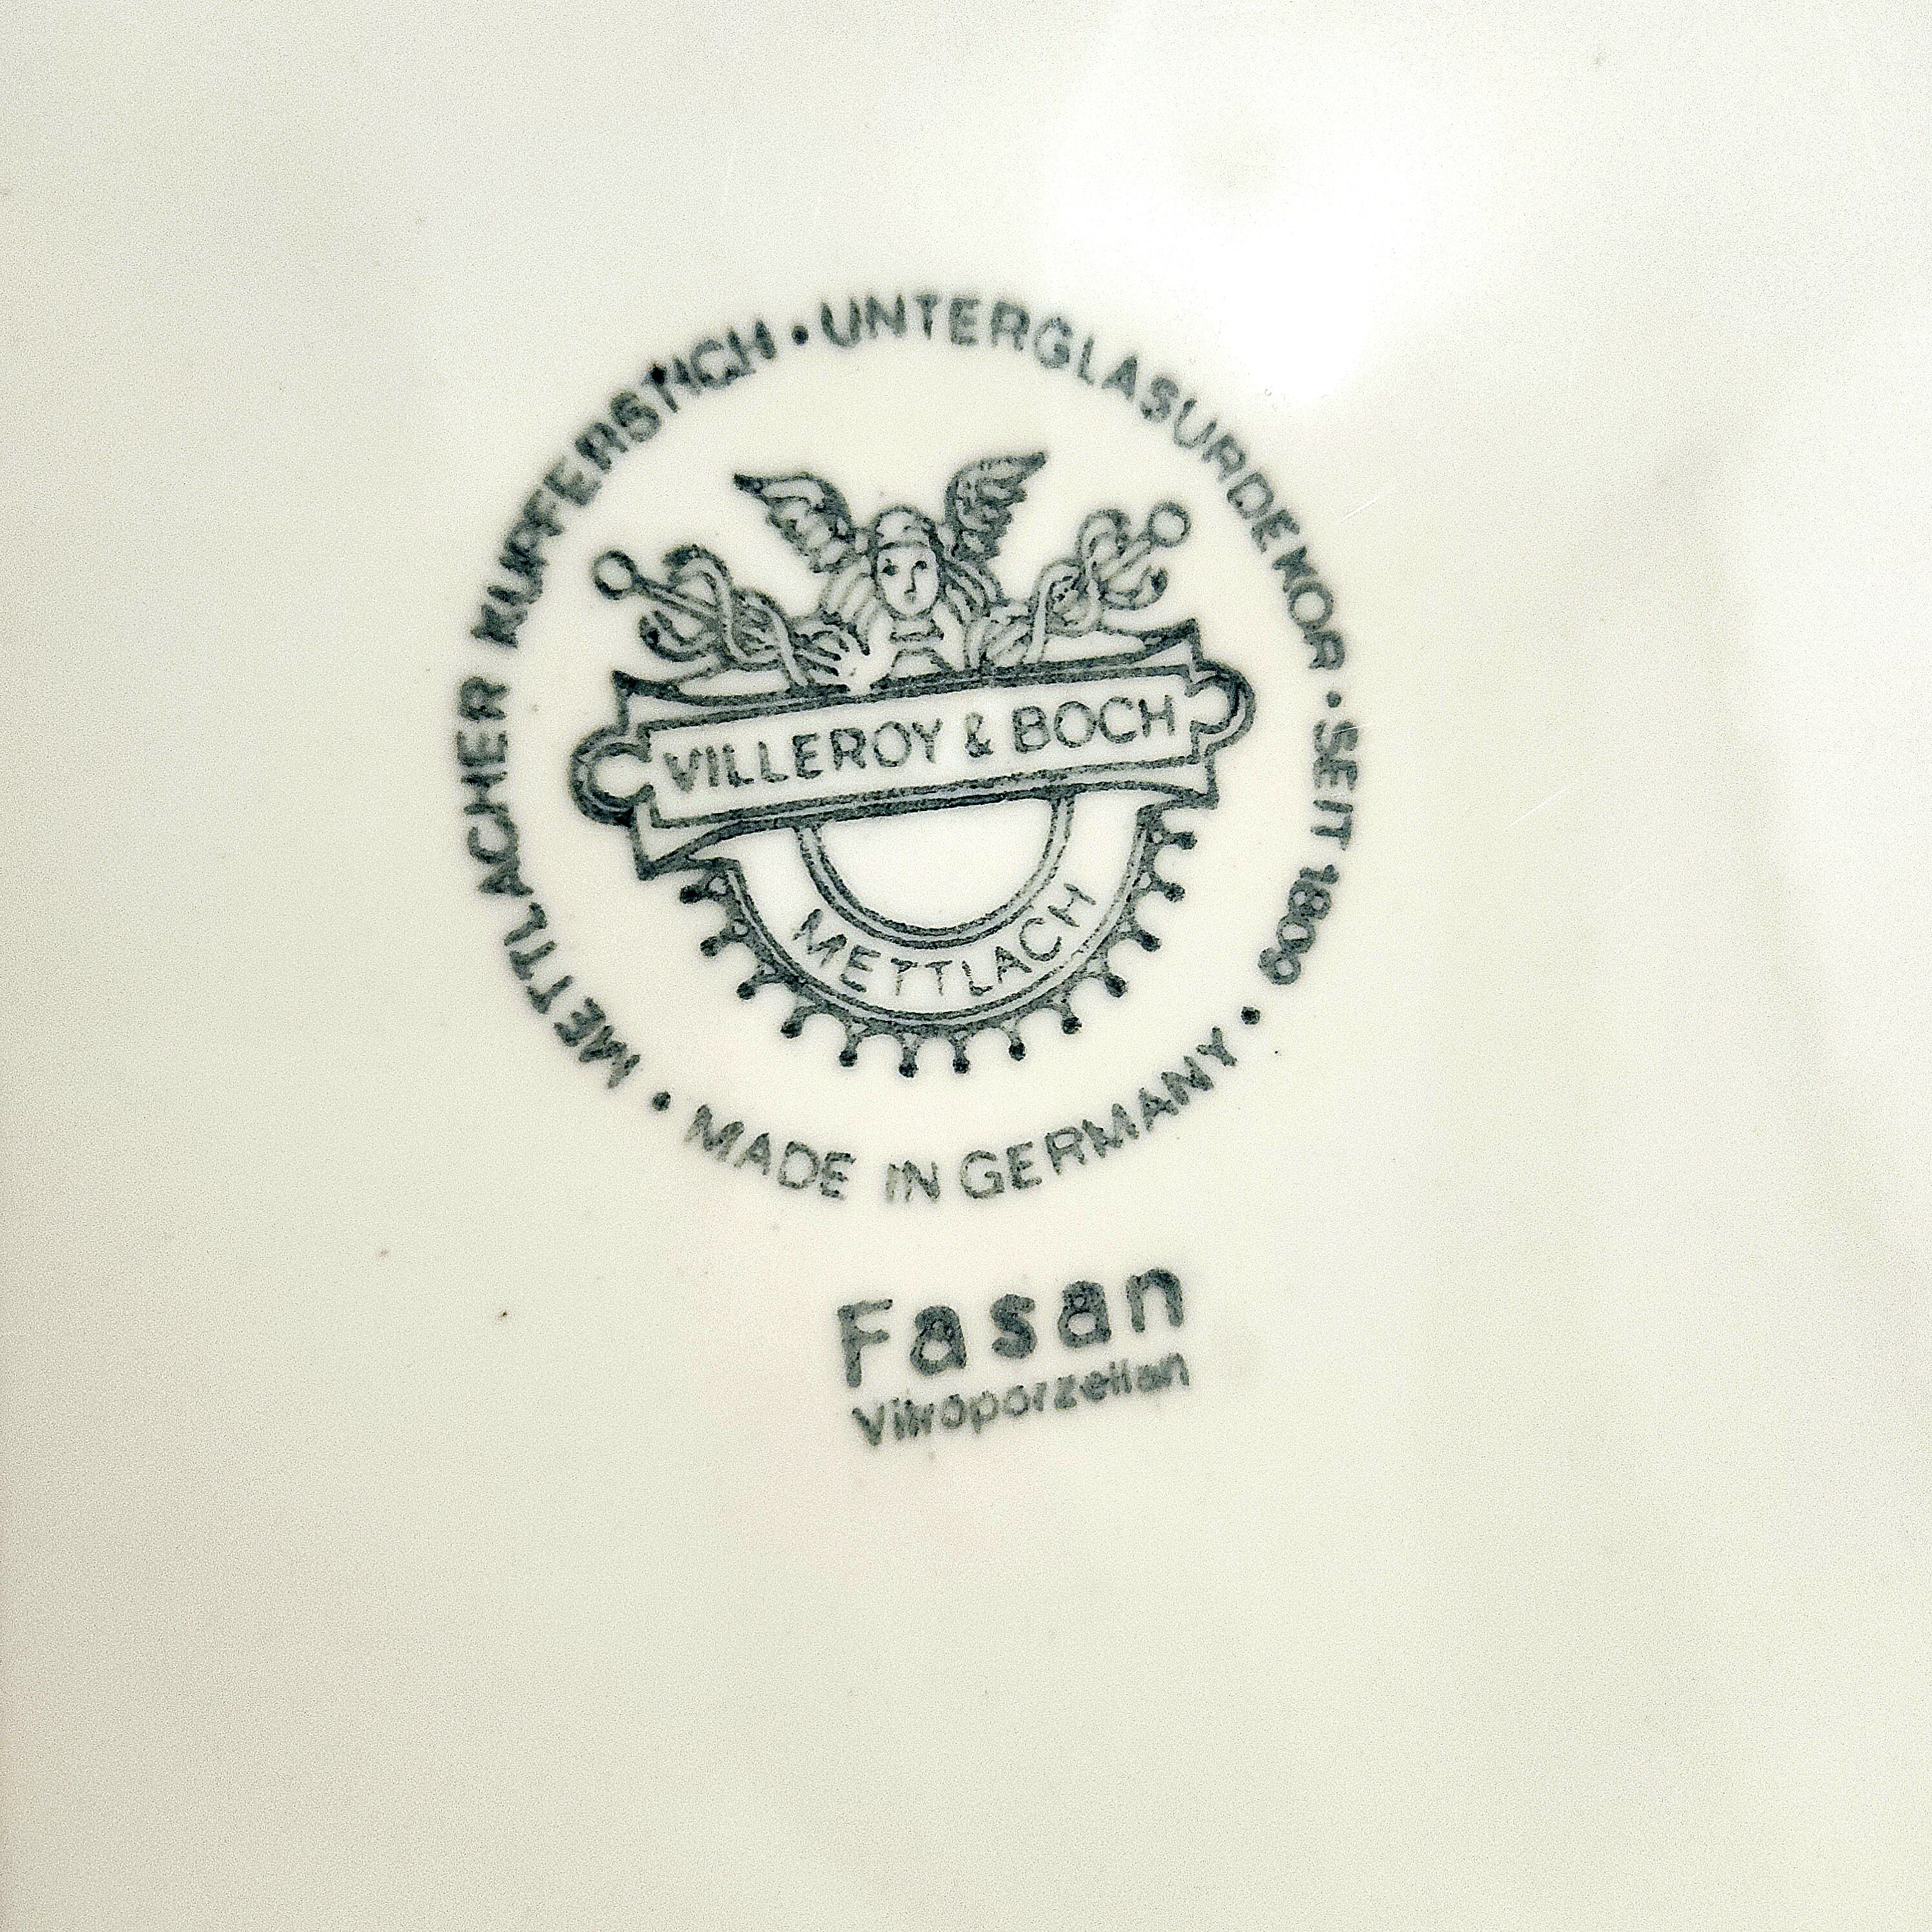 METTLACHER KUPFERSTICH • UNTERGLASURDEKOR • SEIT 1809 • MADE IN GERMANY •
VILLEROY & BOCH
METTLACH
Fasan
Vitroporzellan